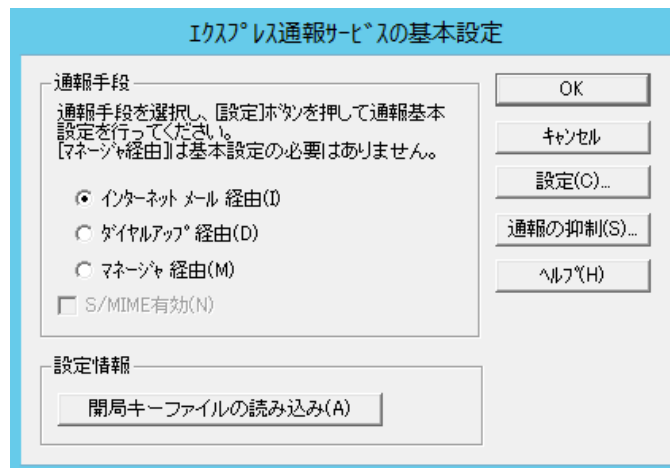 ｴｸｽﾌﾟﾚｽ通報ｻｰﾋﾞｽの基本設定
通報手段
通報手段を選択し、[設定]ﾎﾞﾀﾝを押して通報基本
設定を行ってください。
[ﾏﾈｰｼﾞｬ経由]は基本設定の必要はありません。
ｲﾝﾀｰﾈｯﾄ ﾒｰﾙ 経由(I)
ﾀﾞｲﾔﾙｱｯﾌﾟ 経由(D)
ﾏﾈｰｼﾞｬ 経由(M)
S/MIME有効(N)
設定情報
開局キーファイルの読み込み(A)
OK
ｷｬﾝｾﾙ
設定(C)...
通報の抑制(S)...
ﾍﾙﾌﾟ(H)